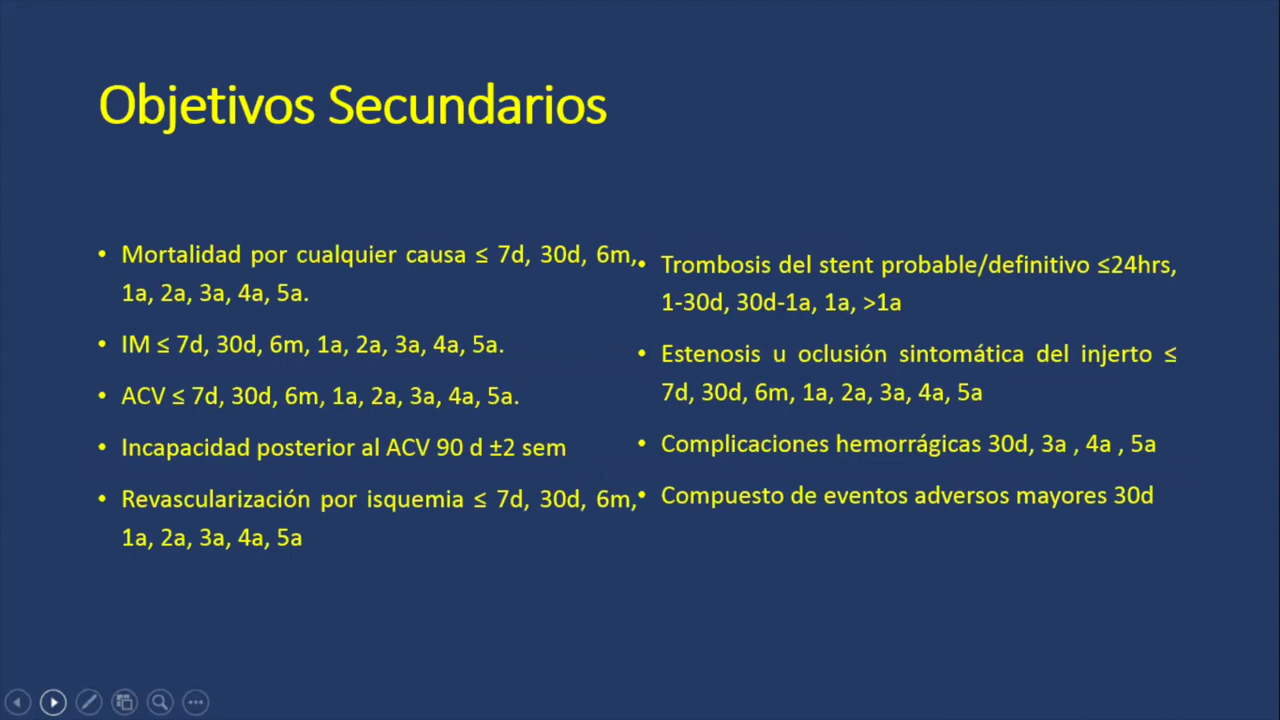 Objetivos Secundarios
• Mortalidad por cualquier causa ≤ 7d, 30d, 6m,
1a, 2a, 3a, 4a, 5a.
• IM ≤ 7d, 30d, 6m, 1a, 2a, 3a, 4a, 5a.
• ACV ≤ 7d, 30d, 6m, 1a, 2a, 3a, 4a, 5a.
• Incapacidad posterior al ACV 90 d ±2 sem
• Revascularización por isquemia ≤ 7d, 30d, 6m,
1a, 2a, 3a, 4a, 5a
• Trombosis del stent probable/definitivo ≤24hrs,
1-30d, 30d-1a, 1a, >1a
• Estenosis u oclusión sintomática del injerto ≤
7d, 30d, 6m, 1a, 2a, 3a, 4a, 5a
• Complicaciones hemorrágicas 30d, 3a , 4a , 5a
• Compuesto de eventos adversos mayores 30d